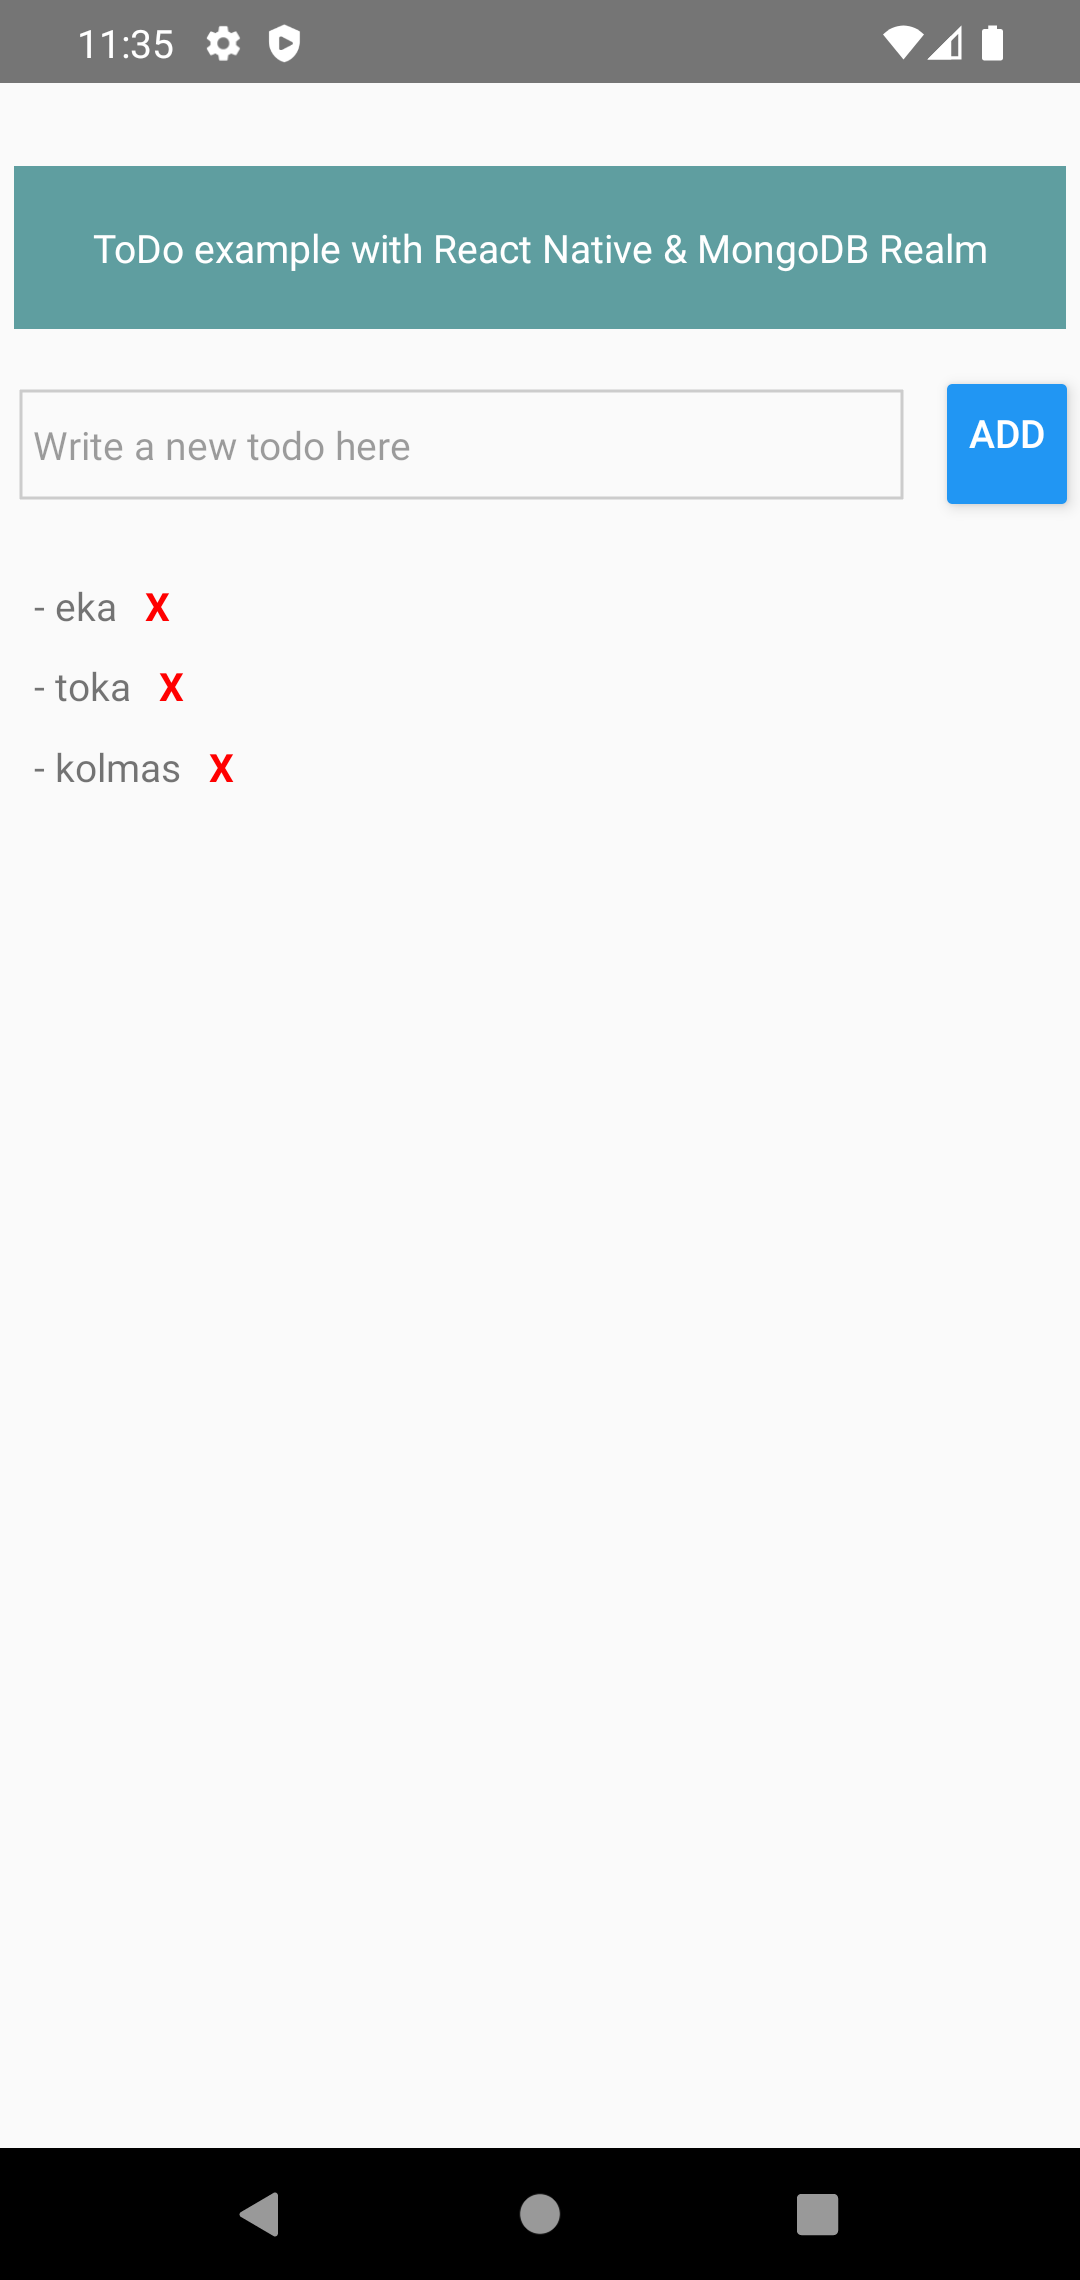 11:35
ToDo example with React Native & MongoDB Realm
Write a new todo here
ADD
- eka X
- toka X
- kolmas X